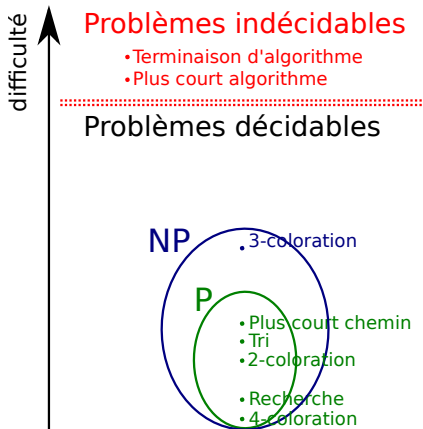 difficulté
Problèmes indécidables
•Terminaison d'algorithme
•Plus court algorithme
Problèmes décidables
NP
•3-coloration
P
•Plus court chemin
•Tri
•2-coloration
•Recherche
•4-coloration